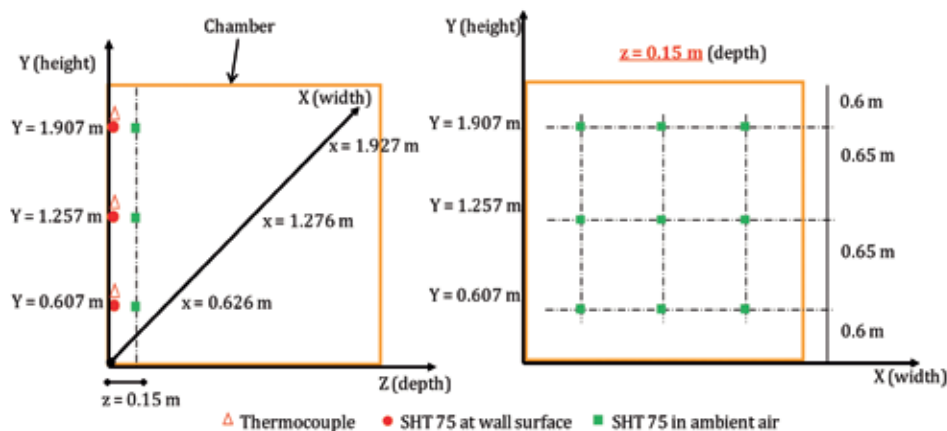 Chamber
Y (height)
X (width)
Y = 1.907 m
x = 1.927 m
Y = 1.257 m
x = 1.276 m
Y = 0.607 m
x = 0.626 m
Z (depth)
z = 0.15 m
Y (height)
z = 0.15 m (depth)
0.6 m
Y = 1.907 m
0.65 m
Y = 1.257 m
0.65 m
Y = 0.607 m
0.6 m
X (width)
Thermocouple
SHT 75 at wall surface
SHT 75 in ambient air